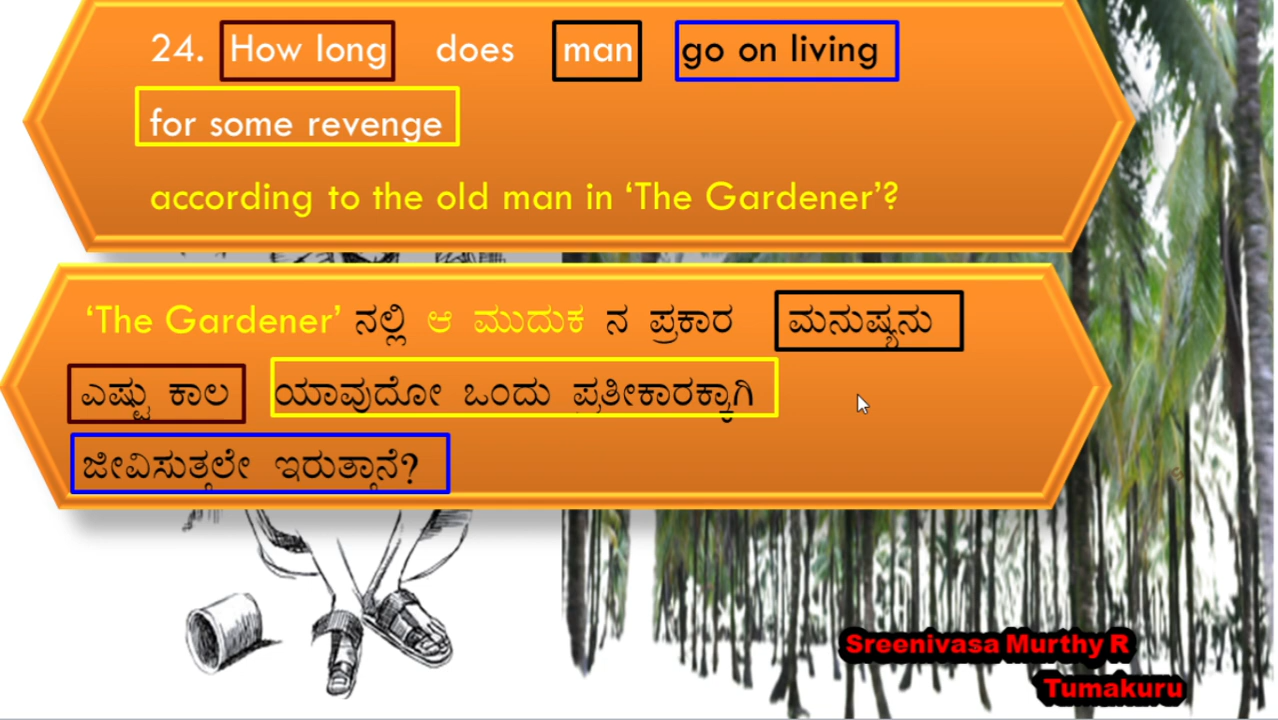 24. How long does man go on living
for some revenge
according to the old man in ‘The Gardener’?
‘The Gardener’ ನಲ್ಲಿ ಆ ಮುದುಕ ನ ಪ್ರಕಾರ ಮನುಷ್ಯನು
ಎಷ್ಟು ಕಾಲ ಯಾವುದೋ ಒಂದು ಪ್ರತೀಕಾರಕ್ಕಾಗಿ
ಜೀವಿಸುತ್ತಲೇ ಇರುತ್ತಾನೆ?
Sreenivasa Murthy R
Tumakuru